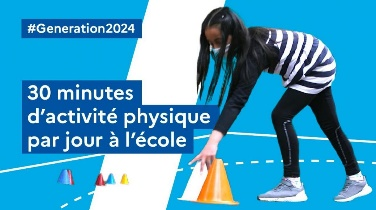 #Generation2024
30 minutes
d'activité physique
par jour à l'école